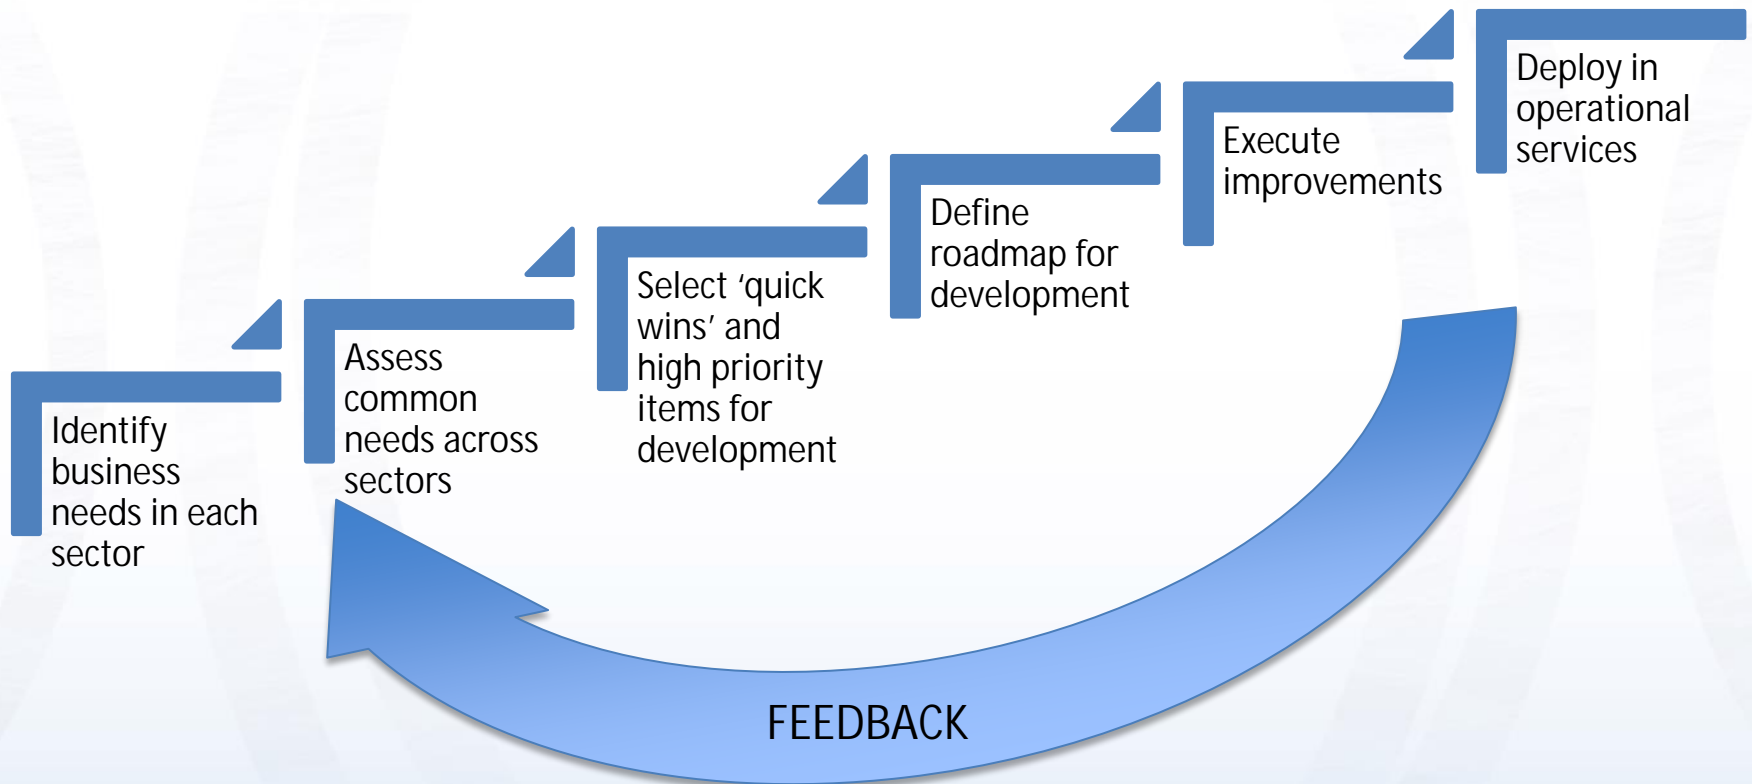 Identify
business
needs in each
sector
Assess
common
needs across
sectors
Select ‘quick
wins’ and
high priority
items for
development
Define
roadmap for
development
Execute
improvements
Deploy in
operational
services
FEEDBACK